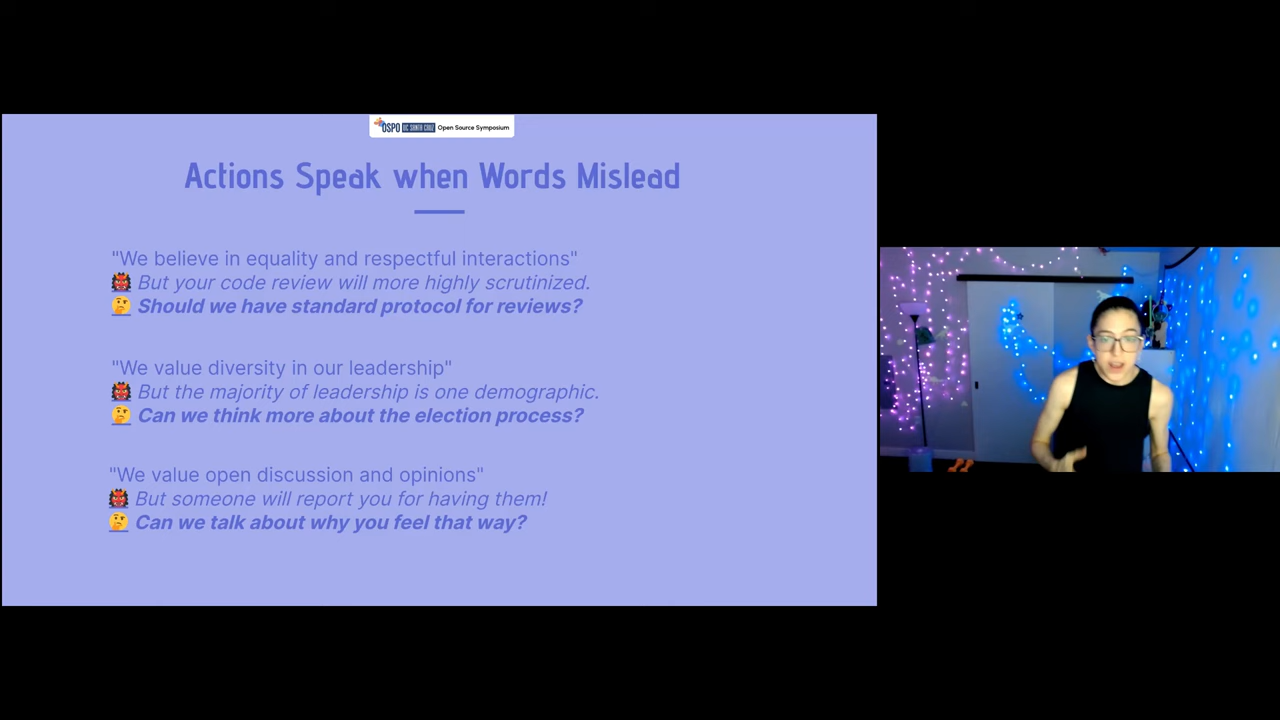 OSPO UC SANTA CRUZ Open Source Symposium
Actions Speak when Words Mislead
"We believe in equality and respectful interactions"
👹 But your code review will more highly scrutinized.
🤔 Should we have standard protocol for reviews?
"We value diversity in our leadership"
👹 But the majority of leadership is one demographic.
🤔 Can we think more about the election process?
"We value open discussion and opinions"
👹 But someone will report you for having them!
🤔 Can we talk about why you feel that way?